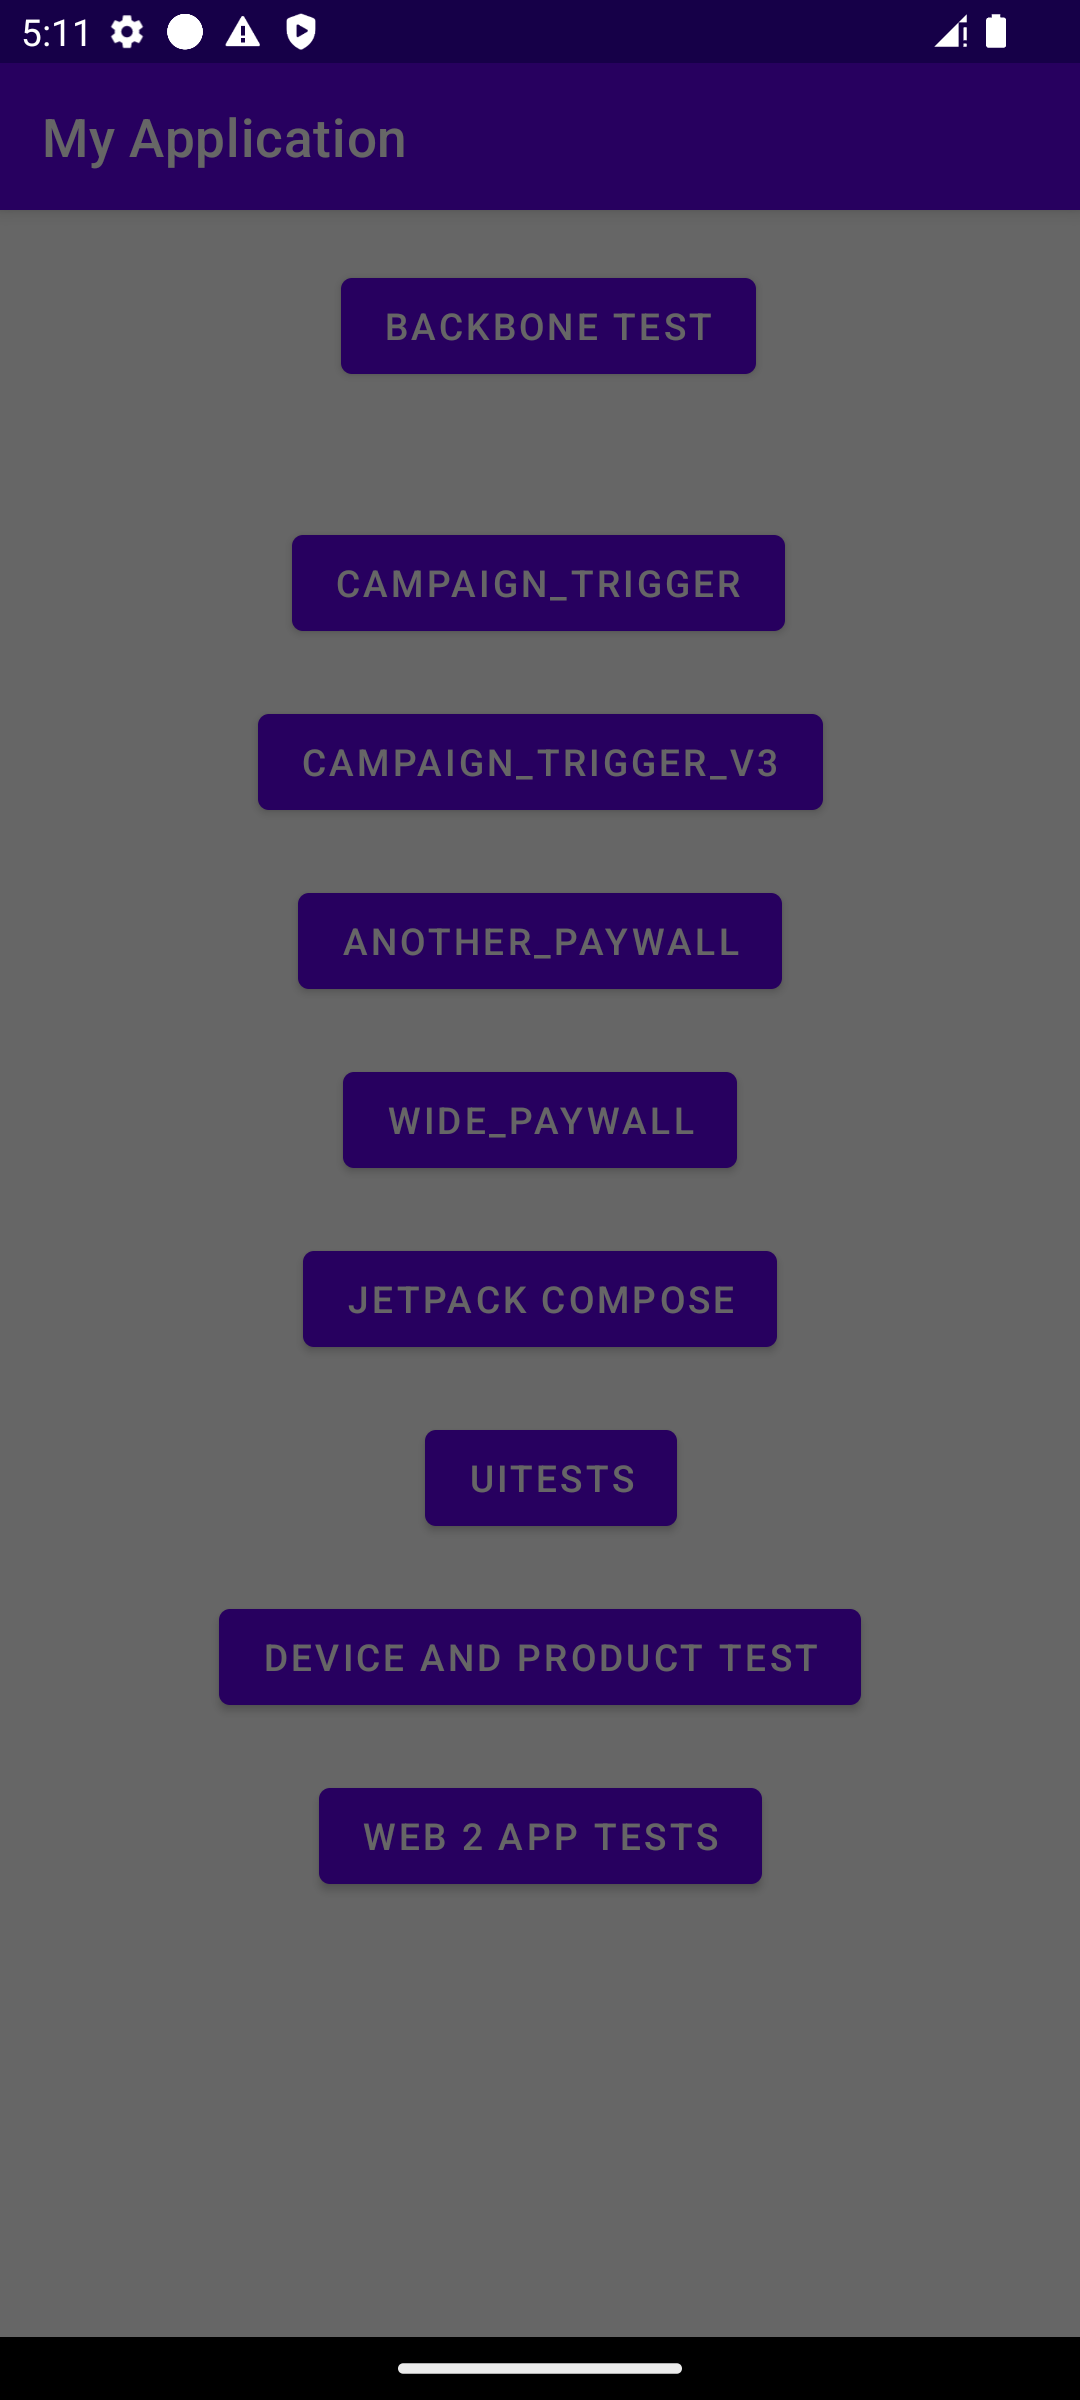 5:11
My Application
BACKBONE TEST
CAMPAIGN_TRIGGER
CAMPAIGN_TRIGGER_V3
ANOTHER_PAYWALL
WIDE_PAYWALL
JETPACK COMPOSE
UITESTS
DEVICE AND PRODUCT TEST
WEB 2 APP TESTS